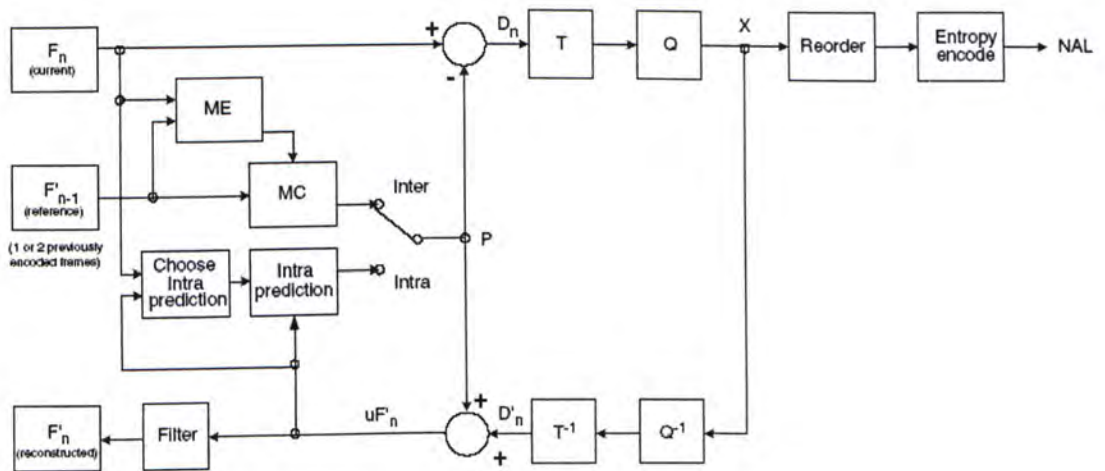 F_n
(current)
+
-
D_n
T
Q
X
Reorder
Entropy
encode
NAL
ME
F'_n-1
(reference)
(1 or 2 previously
encoded frames)
MC
Inter
P
Choose
Intra
prediction
Intra
prediction
Intra
F'_n
(reconstructed)
Filter
uF'_n
+
+
D'_n
T⁻¹
Q⁻¹